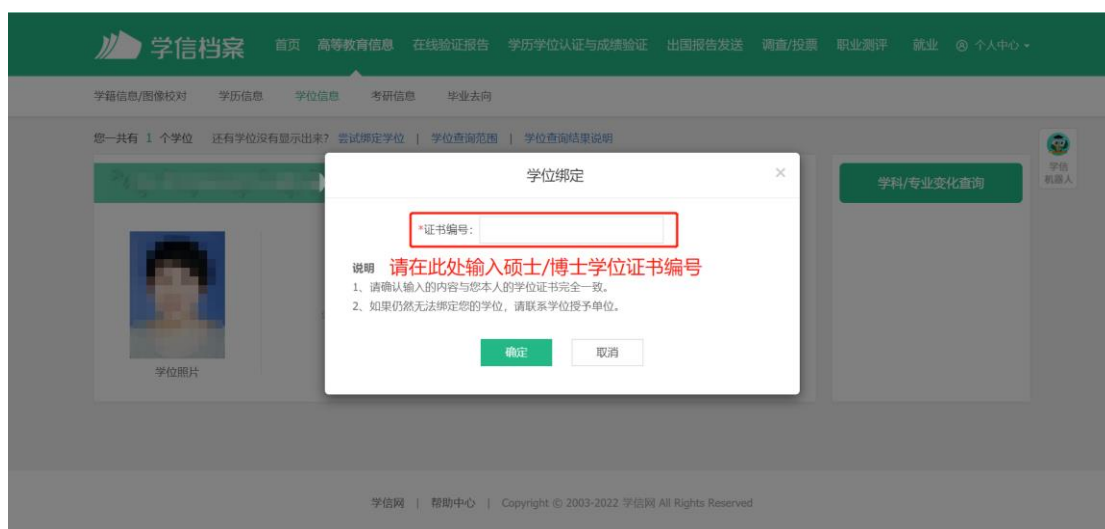 学信档案 首页 高等教育信息 在线验证报告 学历学位认证与成绩验证 出国报告发送 调查/投票 职业测评 就业 个人中心
学籍信息/图像校对 学历信息 学位信息 考研信息 毕业去向
您一共有 1 个学位 还有学位没有显示出来? 尝试绑定学位 | 学位查询范围 | 学位查询结果说明
学位绑定
学科/专业变化查询
学信
机器人
*证书编号:
说明 请在此处输入硕士/博士学位证书编号
1、请确认输入的内容与您本人的学位证书完全一致。
2、如果仍然无法绑定您的学位，请联系学位授予单位。
确定 取消
学位照片
学信网 | 帮助中心 | Copyright © 2003-2022 学信网 All Rights Reserved